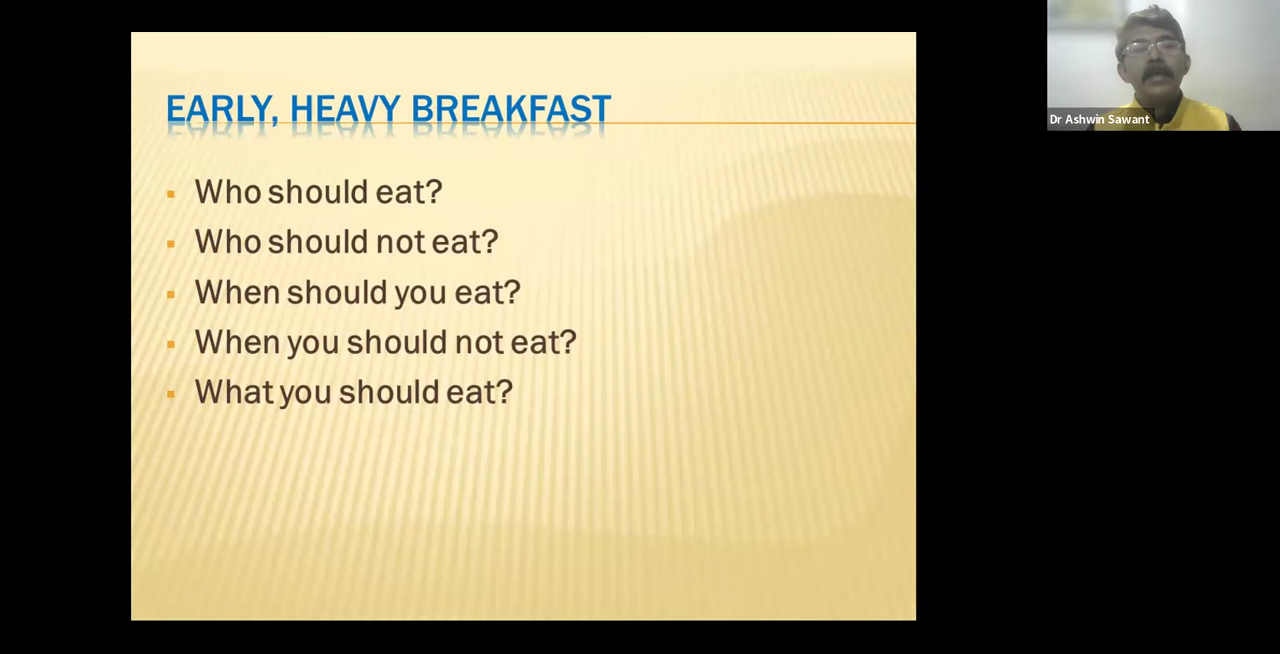 EARLY, HEAVY BREAKFAST
Who should eat?
Who should not eat?
When should you eat?
When you should not eat?
What you should eat?
Dr Ashwin Sawant